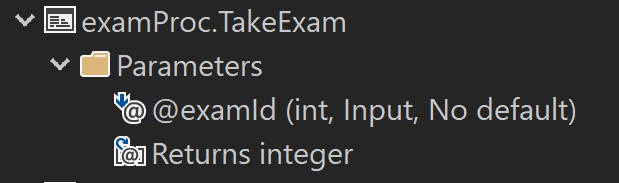 examProc.TakeExam
Parameters
@examId (int, Input, No default)
Returns integer